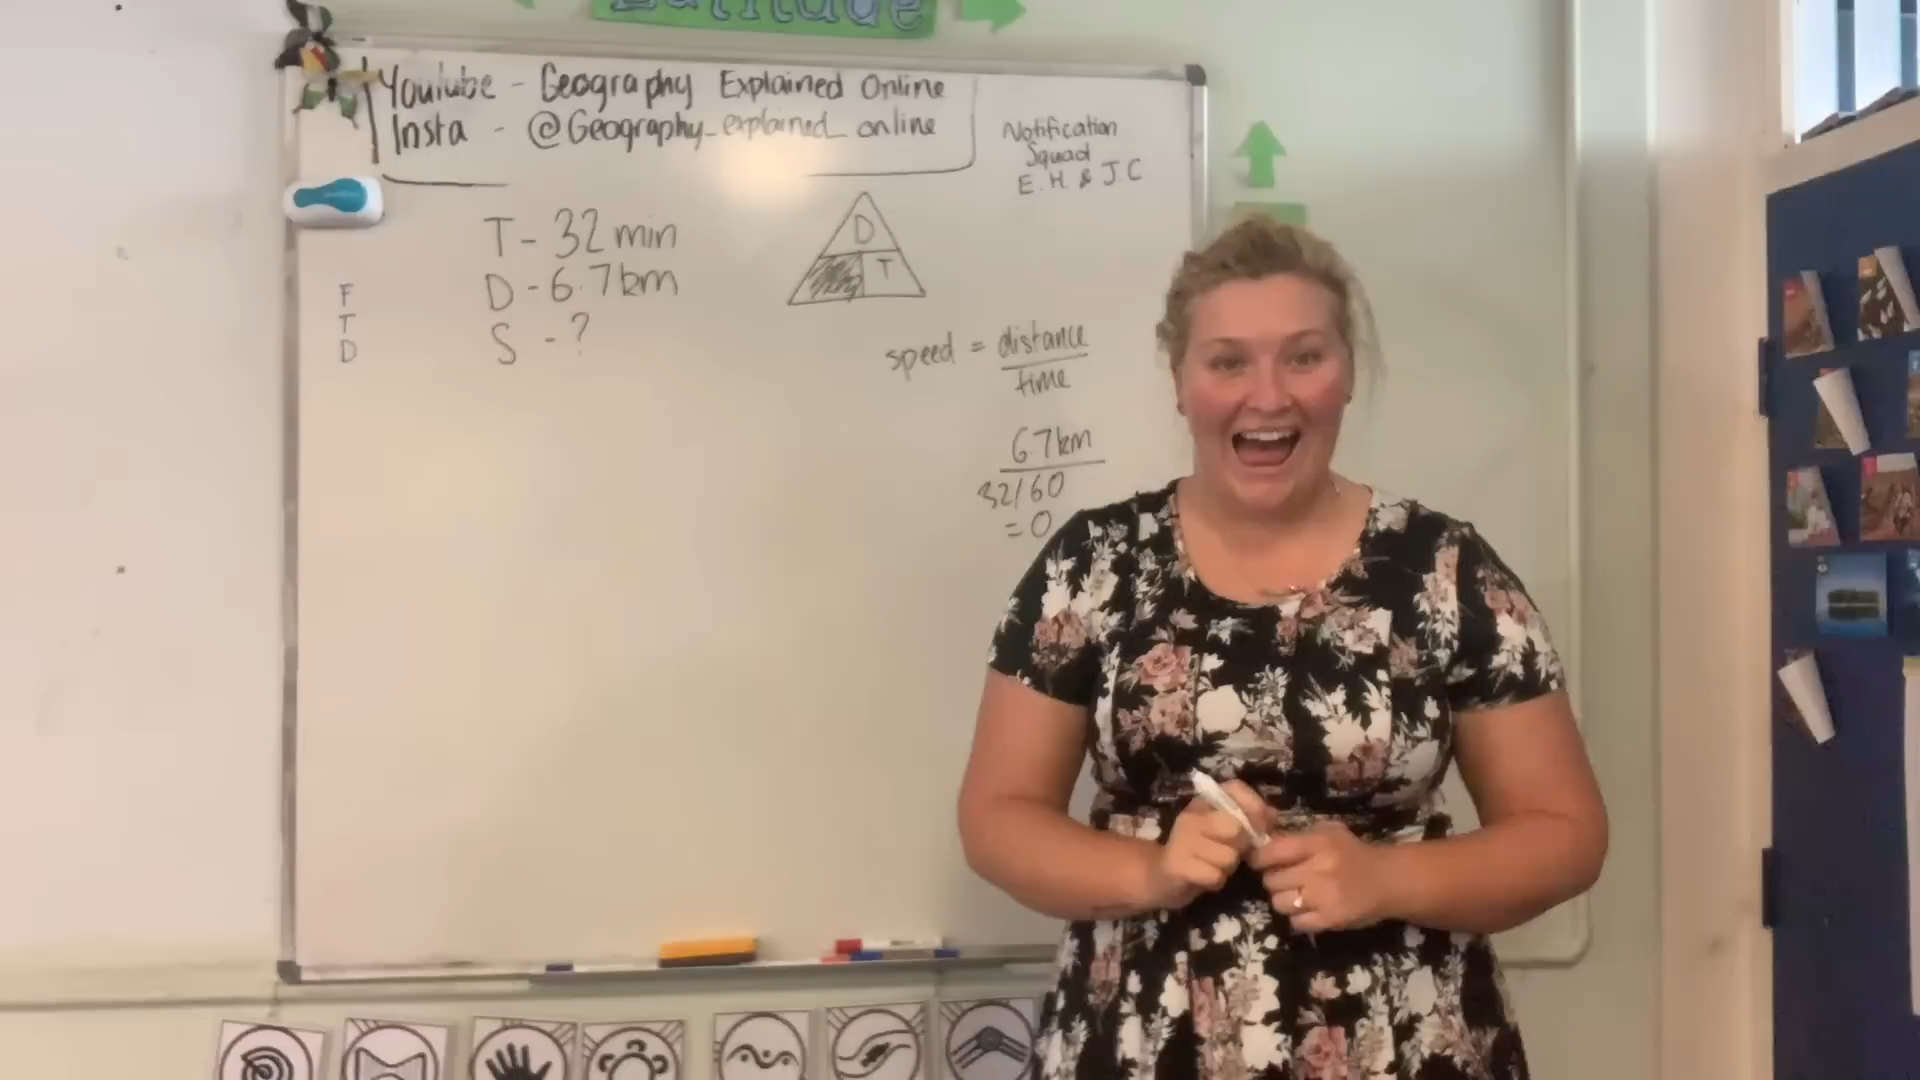 Latitude
YouTube - Geography Explained Online
Insta - @Geography_explained_online
Notification
Squad
E.H & J.C
T - 32 min
D - 6.7km
S - ?
F
T
D
D
T
speed = distance
time
6.7km
32/60
= 0